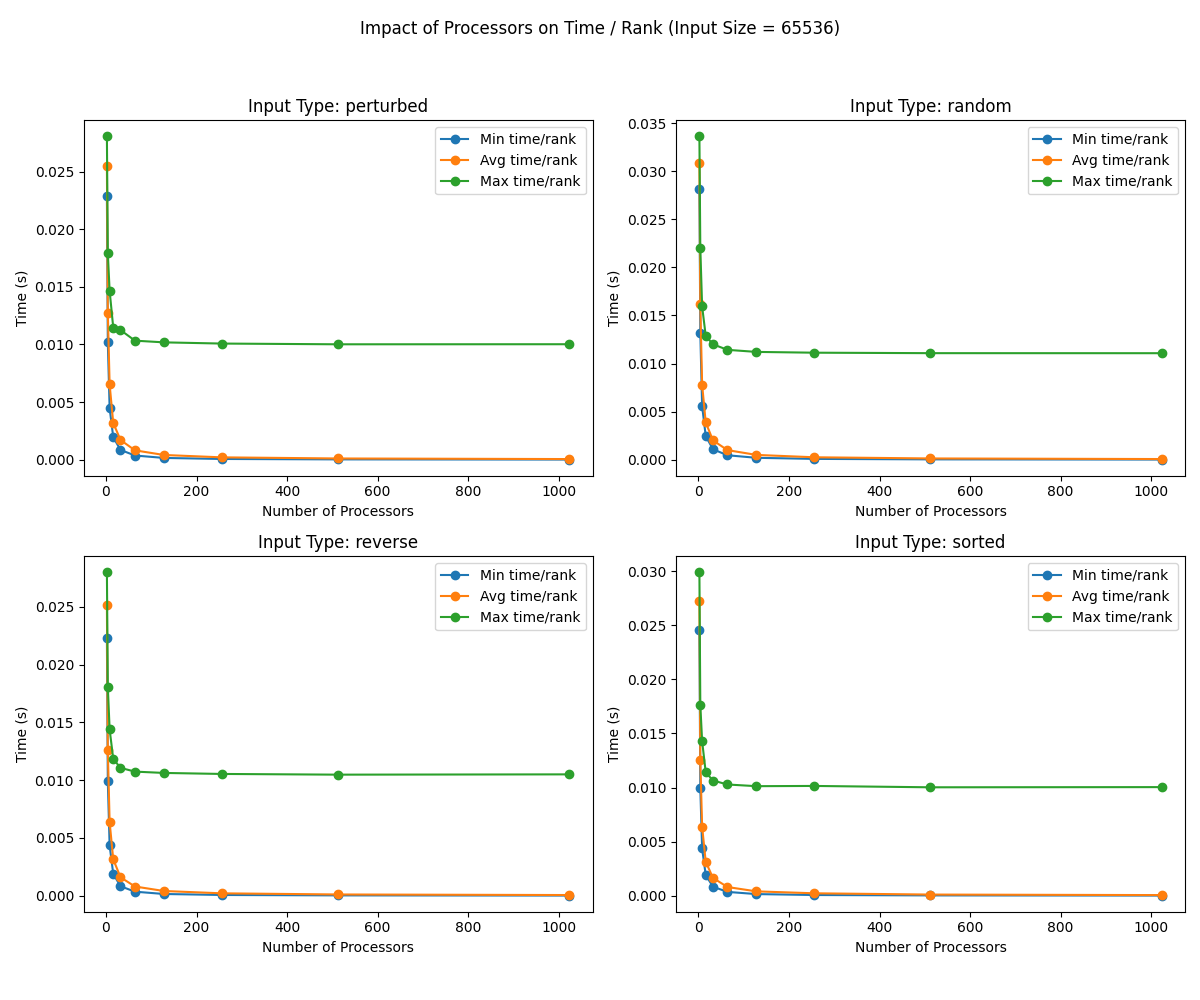 Impact of Processors on Time / Rank (Input Size = 65536)
Input Type: perturbed
Min time/rank
Avg time/rank
Max time/rank
0.025
0.020
0.015
0.010
0.005
0.000
Time (s)
0 200 400 600 800 1000
Number of Processors
Input Type: random
Min time/rank
Avg time/rank
Max time/rank
0.035
0.030
0.025
0.020
0.015
0.010
0.005
0.000
Time (s)
0 200 400 600 800 1000
Number of Processors
Input Type: reverse
Min time/rank
Avg time/rank
Max time/rank
0.025
0.020
0.015
0.010
0.005
0.000
Time (s)
0 200 400 600 800 1000
Number of Processors
Input Type: sorted
Min time/rank
Avg time/rank
Max time/rank
0.030
0.025
0.020
0.015
0.010
0.005
0.000
Time (s)
0 200 400 600 800 1000
Number of Processors